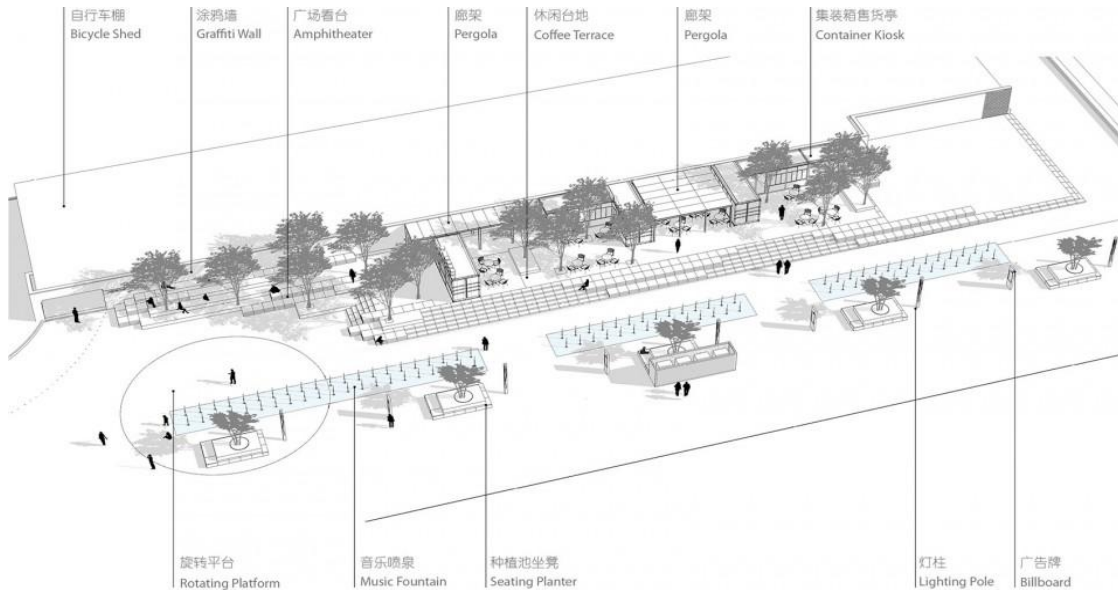 自行车棚
Bicycle Shed
涂鸦墙
Graffiti Wall
广场看台
Amphitheater
廊架
Pergola
休闲台地
Coffee Terrace
廊架
Pergola
集装箱售货亭
Container Kiosk
旋转平台
Rotating Platform
音乐喷泉
Music Fountain
种植池坐凳
Seating Planter
灯柱
Lighting Pole
广告牌
Billboard